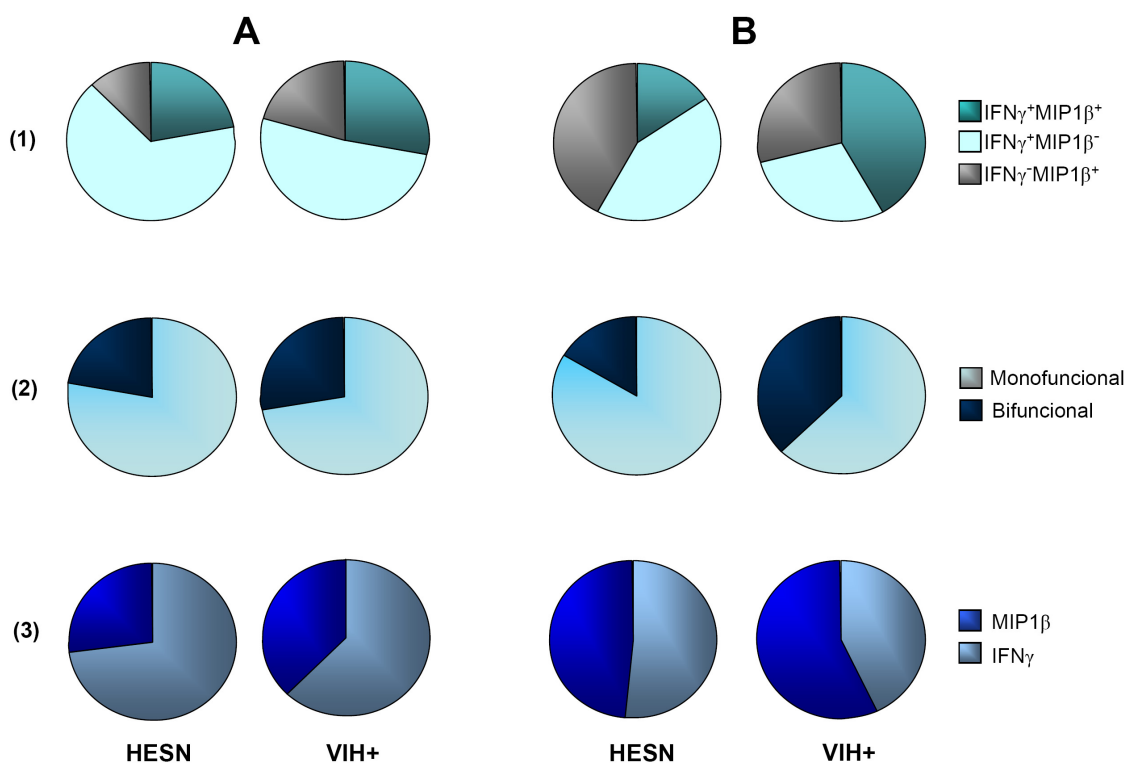 A B
(1)
IFNγ⁺MIP1β⁺
IFNγ⁺MIP1β⁻
IFNγ⁻MIP1β⁺
(2)
Monofuncional
Bifuncional
(3)
MIP1β
IFNγ
HESN VIH+ HESN VIH+